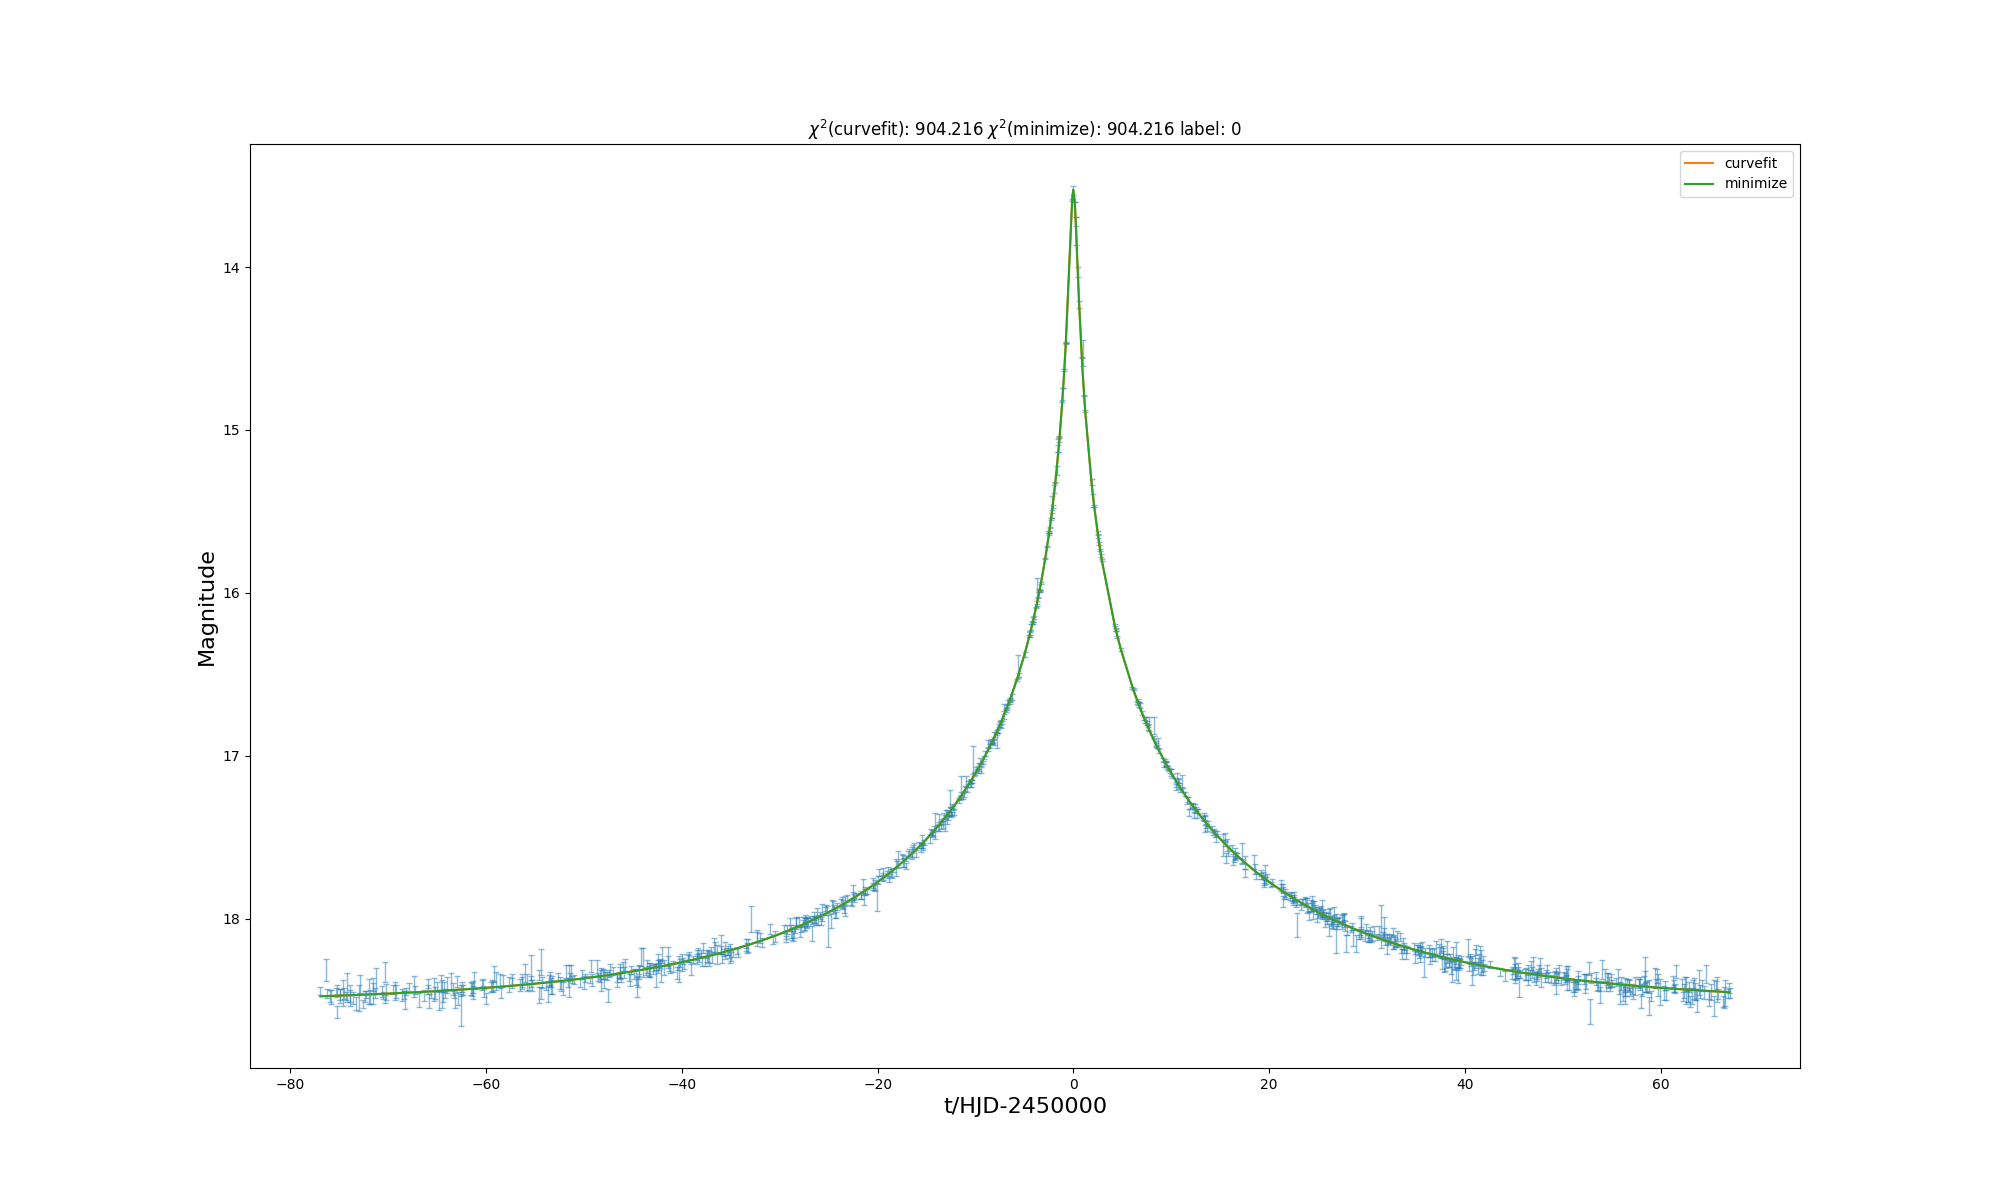 χ²(curvefit): 904.216 χ²(minimize): 904.216 label: 0
curvefit
minimize
Magnitude
14
15
16
17
18
−80
−60
−40
−20
0
20
40
60
t/HJD-2450000